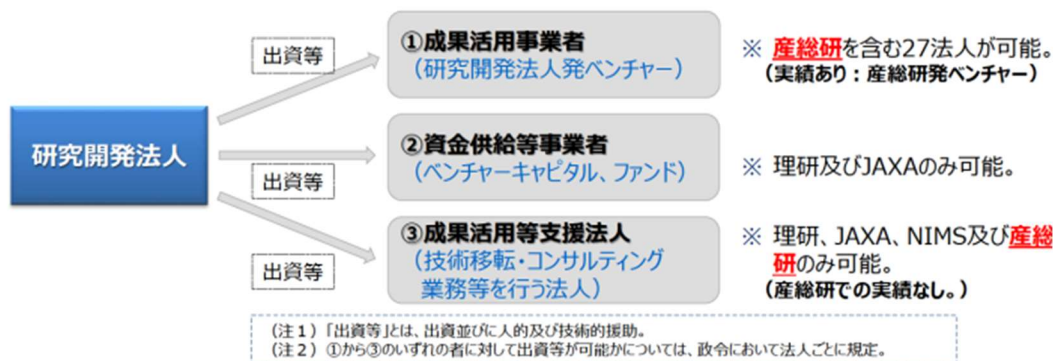 研究開発法人
出資等
出資等
出資等
①成果活用事業者
(研究開発法人発ベンチャー)
※ 産総研を含む27法人が可能。
(実績あり：産総研発ベンチャー)
②資金供給等事業者
(ベンチャーキャピタル、ファンド)
※ 理研及びJAXAのみ可能。
③成果活用等支援法人
(技術移転・コンサルティング
業務等を行う法人)
※ 理研、JAXA、NIMS及び産総
研のみ可能。
(産総研での実績なし。)
(注１)「出資等」とは、出資並びに人的及び技術的援助。
(注２) ①から③のいずれの者に対して出資等が可能かについては、政令において法人ごとに規定。